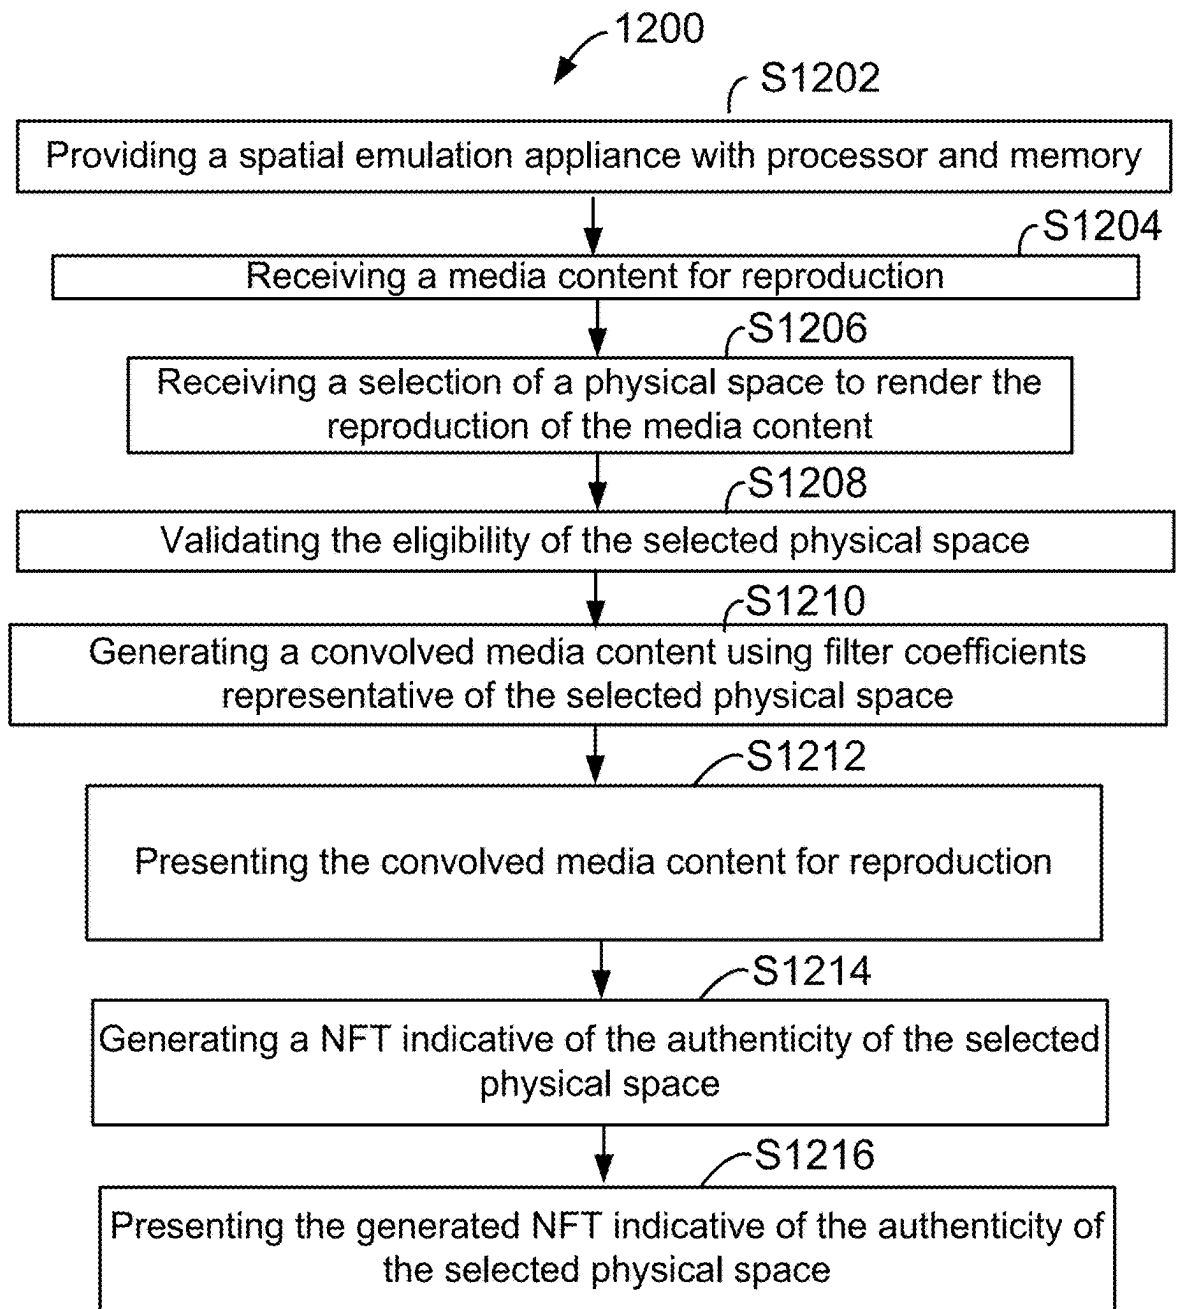 1200
S1202
Providing a spatial emulation appliance with processor and memory
S1204
Receiving a media content for reproduction
S1206
Receiving a selection of a physical space to render the
reproduction of the media content
S1208
Validating the eligibility of the selected physical space
S1210
Generating a convolved media content using filter coefficients
representative of the selected physical space
S1212
Presenting the convolved media content for reproduction
S1214
Generating a NFT indicative of the authenticity of the selected
physical space
S1216
Presenting the generated NFT indicative of the authenticity of
the selected physical space